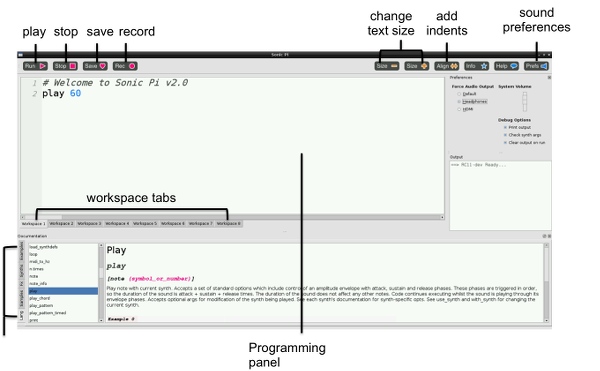 change
text size
add
indents
sound
preferences
play stop save record
Sonic Pi
Run Stop Save Rec Size Size Align Info Help Prefs
1 # Welcome to Sonic Pi v2.0
2 play 60
Preferences
Force Audio Output System Volume
Default
Headphones
HDMI
Debug Options
Print output
Check synth args
Clear output on run
Output
=== Mill-dev Ready...
workspace tabs
Workspace 1 Workspace 2 Workspace 3 Workspace 4 Workspace 5 Workspace 6 Workspace 7 Workspace 8
Documentation
Examples
Fx
Synths
Samples
Lang
load_synthdefs
loop
midi_to_hz
n.times
note
note_info
play
play_chord
play_pattern
play_pattern_timed
print
Play
play
[note (symbol_or_number)]
Play note with current synth. Accepts a set of standard options which include control of an amplitude envelope with attack, sustain and release phases. These phases are triggered in order,
so the duration of the sound is attack + sustain + release times. The duration of the sound does not affect any other notes. Code continues executing whilst the sound is playing through its
envelope phases. Accepts optional args for modification of the synth being played. See each synth's documentation for synth-specific opts. See use_synth and with_synth for changing the
current synth.
Example #
Programming
panel